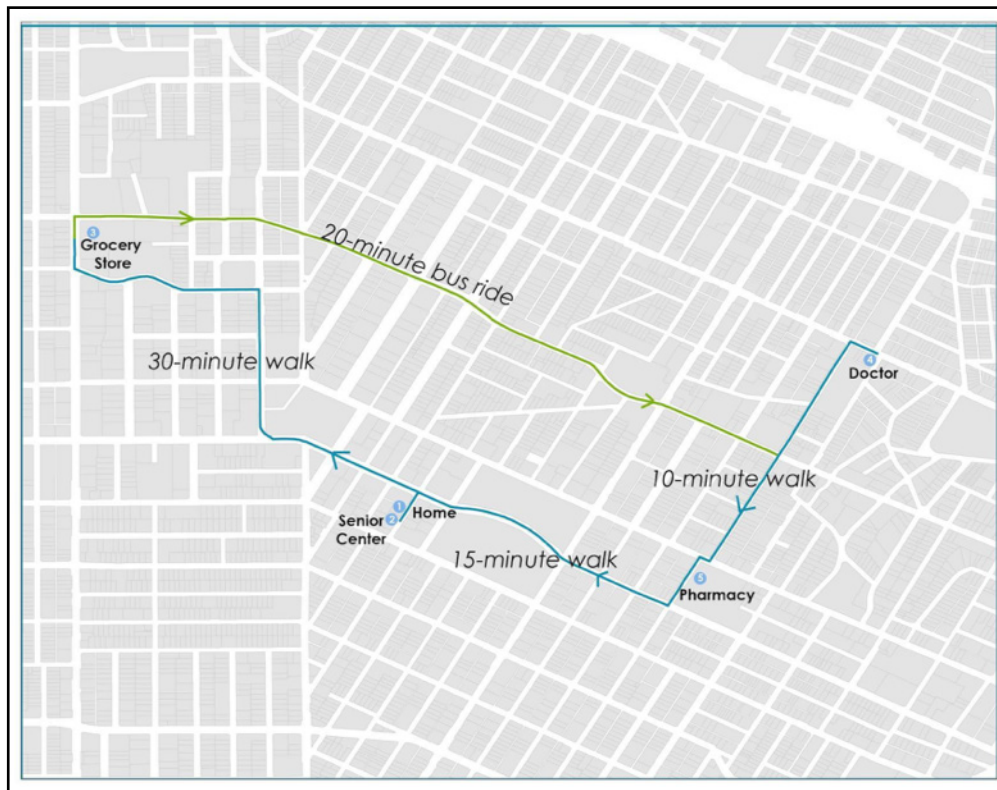 20-minute bus ride
3
Grocery
Store
30-minute walk
4
Doctor
10-minute walk
1
Home
2
Senior
Center
15-minute walk
5
Pharmacy